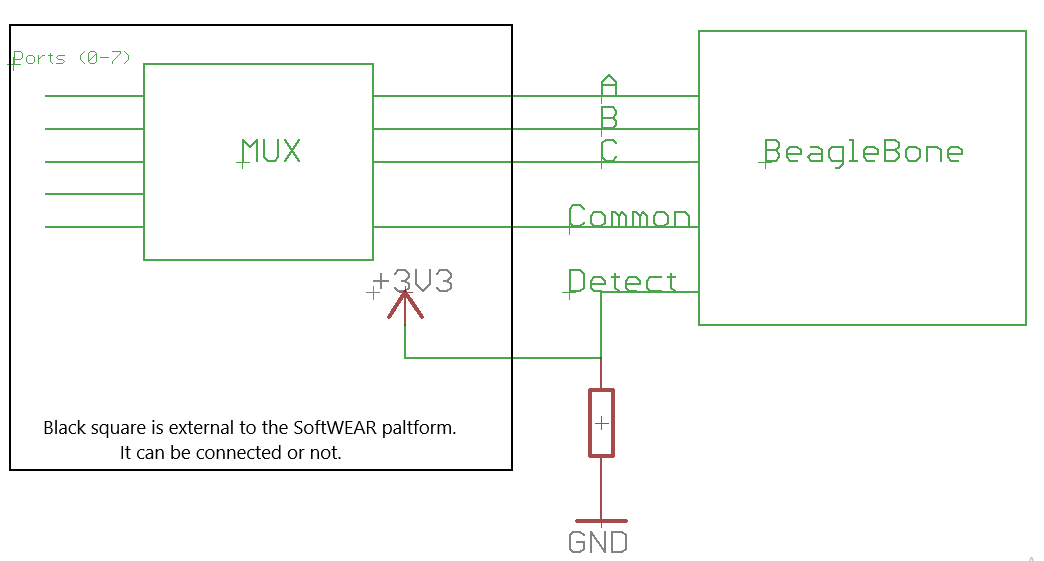 Ports (0-7)
A
B
C
MUX
BeagleBone
Common
Detect
+3V3
Black square is external to the SoftWEAR paltform.
It can be connected or not.
GND